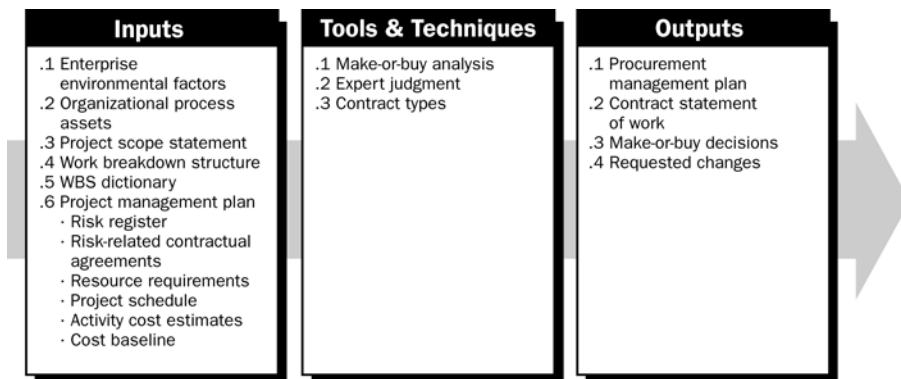 Inputs
.1 Enterprise
environmental factors
.2 Organizational process
assets
.3 Project scope statement
.4 Work breakdown structure
.5 WBS dictionary
.6 Project management plan
· Risk register
· Risk-related contractual
agreements
· Resource requirements
· Project schedule
· Activity cost estimates
· Cost baseline
Tools & Techniques
.1 Make-or-buy analysis
.2 Expert judgment
.3 Contract types
Outputs
.1 Procurement
management plan
.2 Contract statement
of work
.3 Make-or-buy decisions
.4 Requested changes